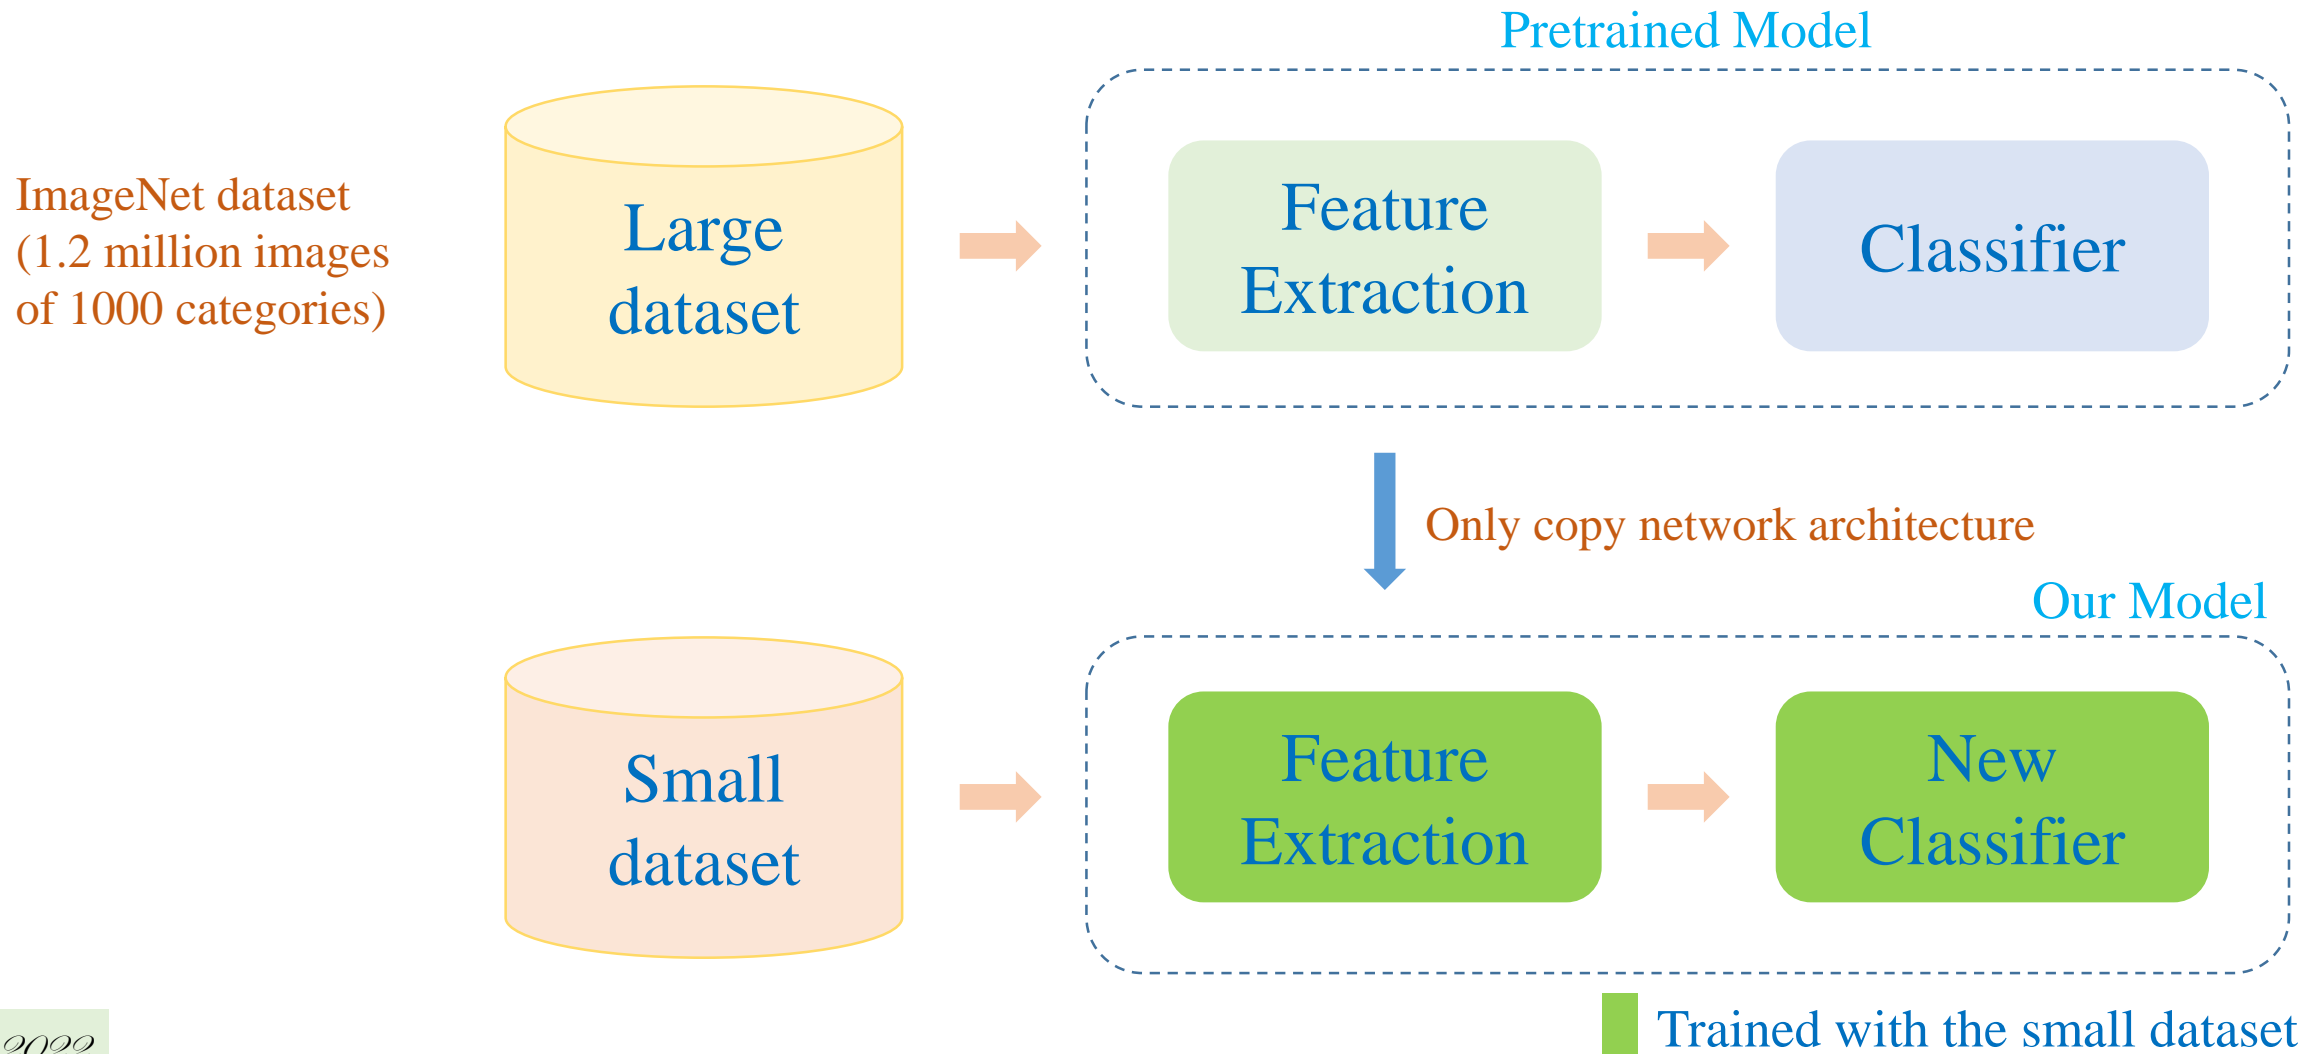 Pretrained Model
ImageNet dataset
(1.2 million images
of 1000 categories)
Large
dataset
Feature
Extraction
Classifier
Only copy network architecture
Our Model
Small
dataset
Feature
Extraction
New
Classifier
Trained with the small dataset
2022